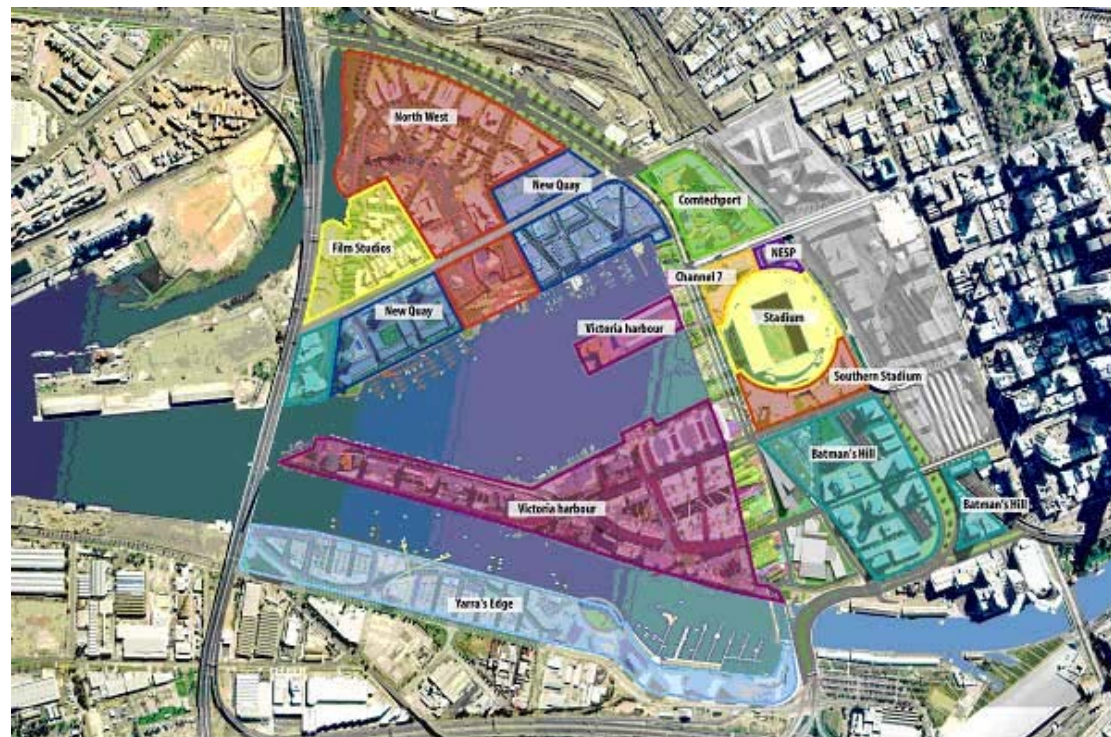 North West
New Quay
Comtechport
Film Studios
NESP
Channel 7
New Quay
Stadium
Victoria harbour
Southern Stadium
Batman's Hill
Batman's Hill
Victoria harbour
Yarra's Edge